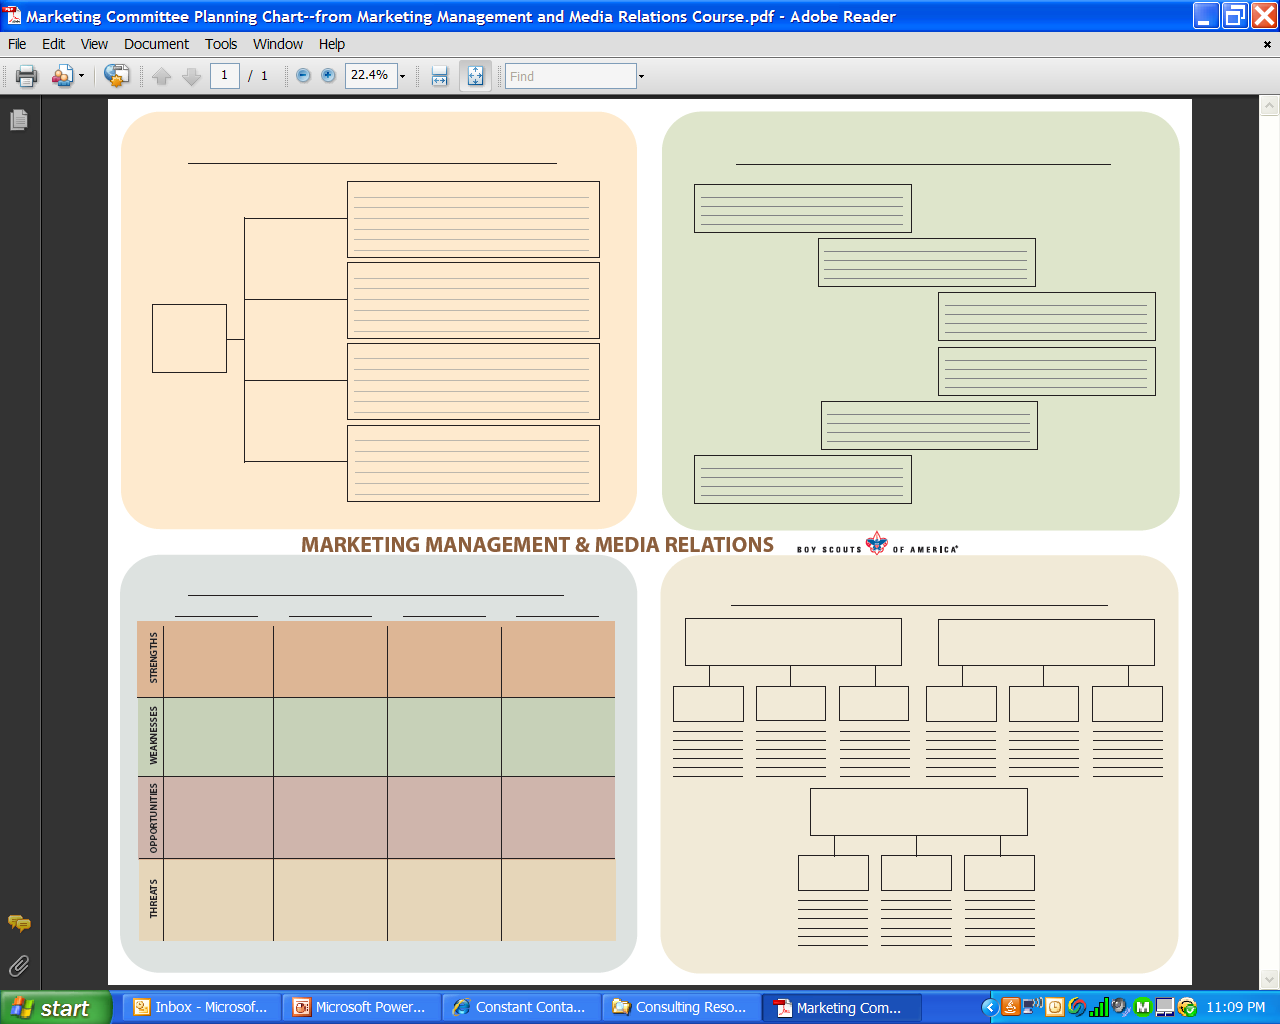 Marketing Committee Planning Chart--from Marketing Management and Media Relations Course.pdf - Adobe Reader
File Edit View Document Tools Window Help
1 / 1 22.4% Find
MARKETING MANAGEMENT & MEDIA RELATIONS BOY SCOUTS OF AMERICA®
STRENGTHS
WEAKNESSES
OPPORTUNITIES
THREATS
start Inbox - Microsof... Microsoft Power... Constant Conta... Consulting Reso... Marketing Com... M 11:09 PM